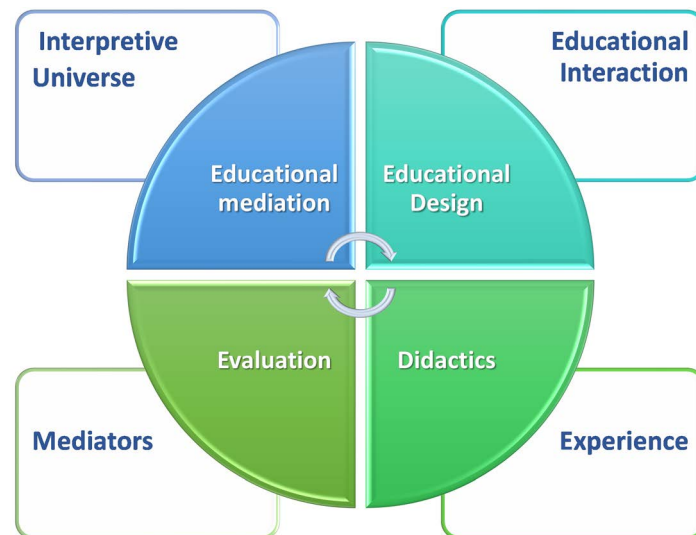 Interpretive
Universe
Educational
Interaction
Educational
mediation
Educational
Design
Evaluation
Didactics
Mediators
Experience